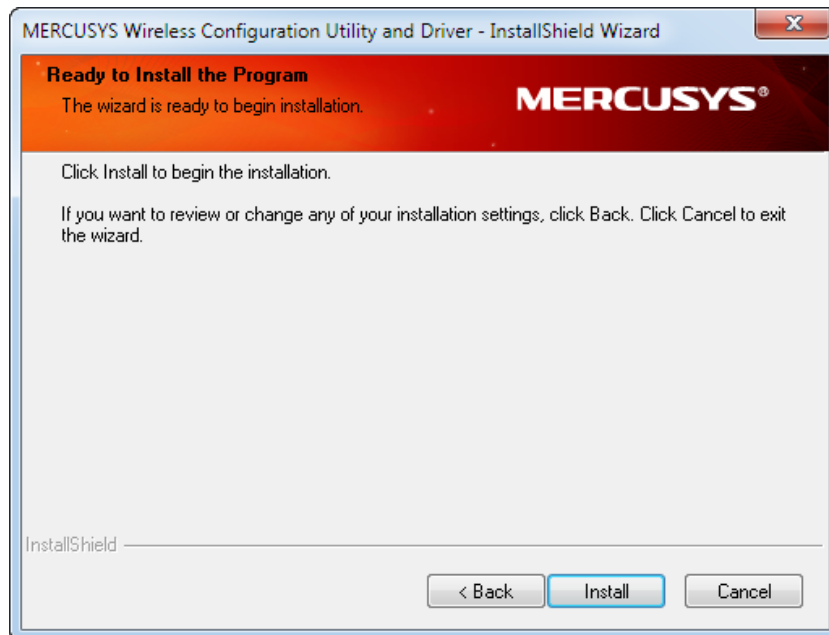 MERCUSYS Wireless Configuration Utility and Driver - InstallShield Wizard
Ready to Install the Program
The wizard is ready to begin installation.
MERCUSYS®
Click Install to begin the installation.
If you want to review or change any of your installation settings, click Back. Click Cancel to exit
the wizard.
InstallShield
< Back
Install
Cancel